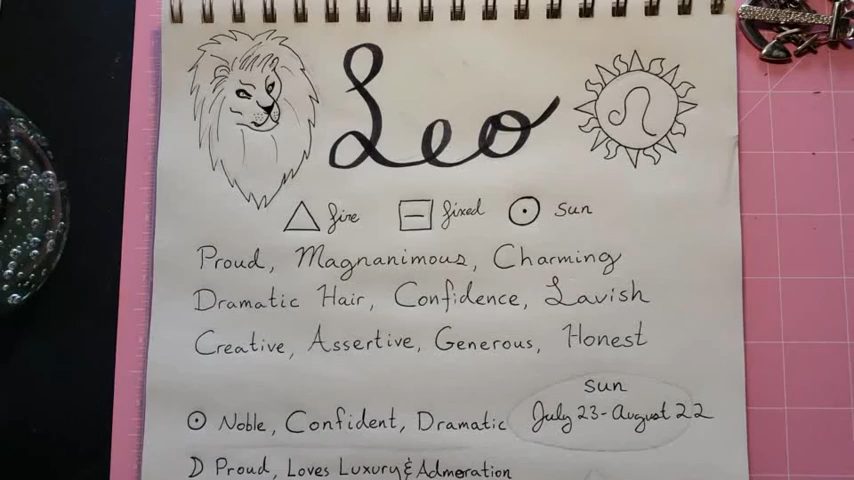 Leo
fire fixed sun
Proud, Magnanimous, Charming
Dramatic Hair, Confidence, Lavish
Creative, Assertive, Generous, Honest
sun
July 23-August 22
Noble, Confident, Dramatic
Proud, Loves Luxury & Admoration